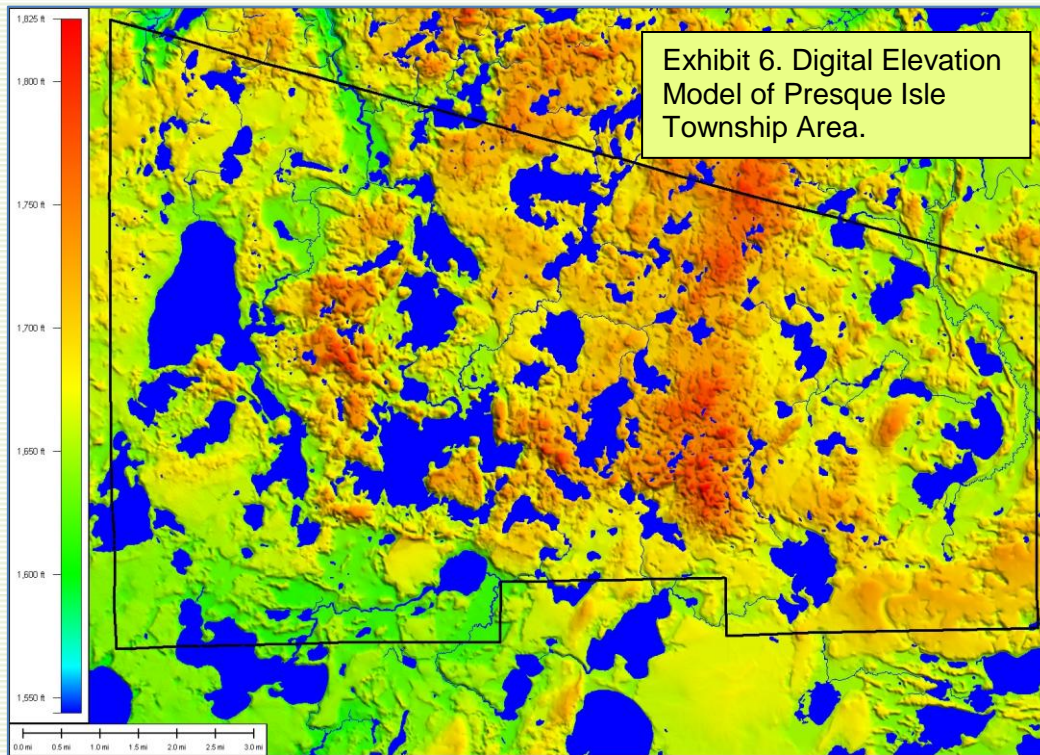 1,825 ft
1,800 ft
1,750 ft
1,700 ft
1,650 ft
1,600 ft
1,550 ft
Exhibit 6. Digital Elevation
Model of Presque Isle
Township Area.
0.0 mi 0.5 mi 1.0 mi 1.5 mi 2.0 mi 2.5 mi 3.0 mi